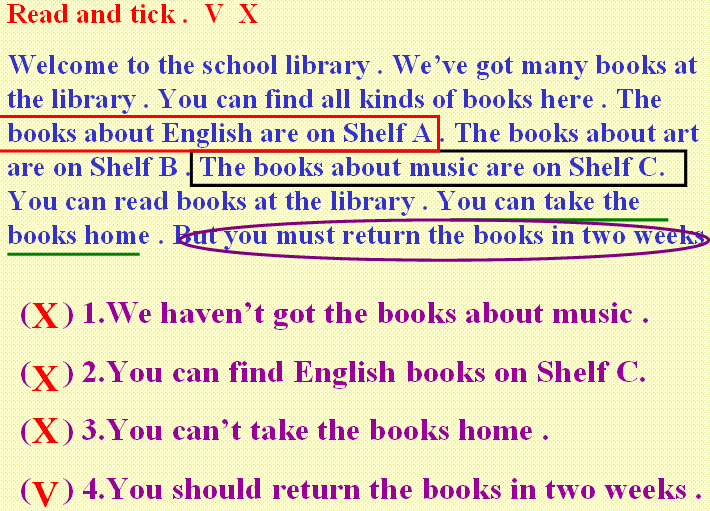 Read and tick . V X
Welcome to the school library . We've got many books at
the library . You can find all kinds of books here . The
books about English are on Shelf A . The books about art
are on Shelf B . The books about music are on Shelf C.
You can read books at the library . You can take the
books home . But you must return the books in two weeks
(X) 1.We haven't got the books about music .
(X) 2.You can find English books on Shelf C.
(X) 3.You can't take the books home .
(V) 4.You should return the books in two weeks .